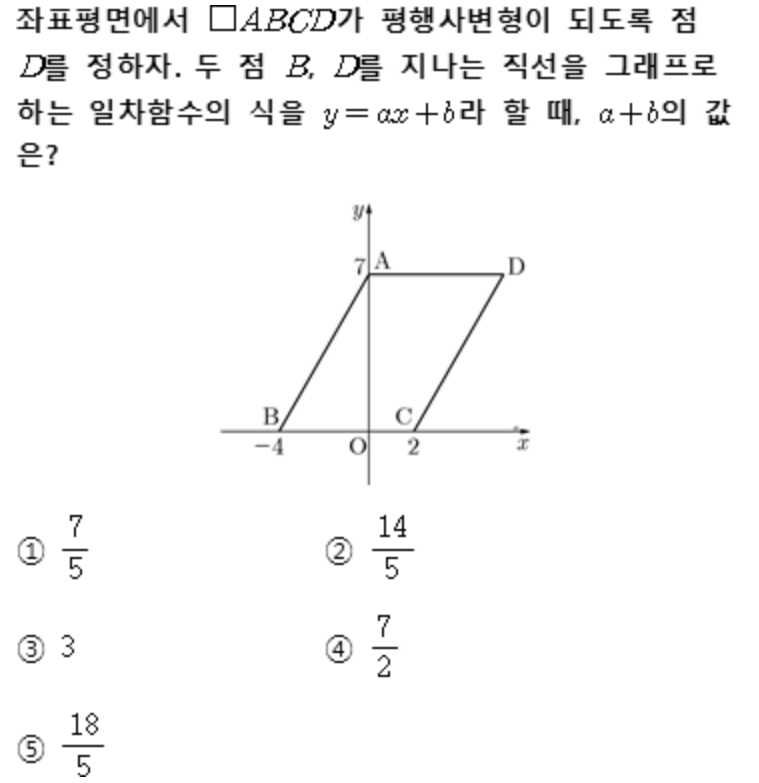 좌표평면에서 □ABCD가 평행사변형이 되도록 점
D를 정하자. 두 점 B, D를 지나는 직선을 그래프로
하는 일차함수의 식을 y=ax+b라 할 때, a+b의 값
은?
y
7 A D
B C
-4 O 2 x
① 7/5 ② 14/5
③ 3 ④ 7/2
⑤ 18/5